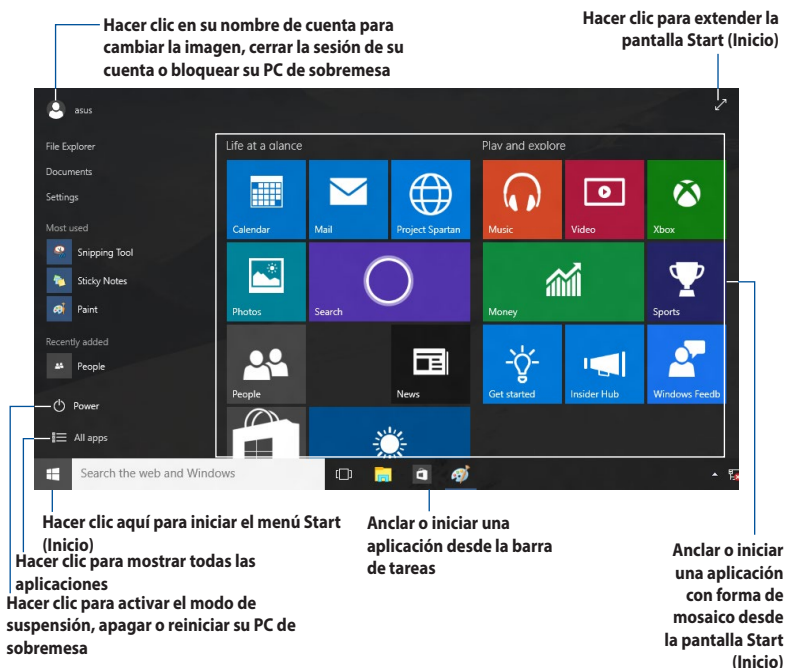 Hacer clic en su nombre de cuenta para
cambiar la imagen, cerrar la sesión de su
cuenta o bloquear su PC de sobremesa
Hacer clic para extender la
pantalla Start (Inicio)
asus
File Explorer
Documents
Settings
Most used
Snipping Tool
Sticky Notes
Paint
Recently added
People
Power
All apps
Life at a glance
Play and explore
Calendar
Mail
Project Spartan
Music
Video
Xbox
Photos
Search
Money
Sports
People
News
Get started
Insider Hub
Windows Feedb
Search the web and Windows
Hacer clic aquí para iniciar el menú Start
(Inicio)
Hacer clic para mostrar todas las
aplicaciones
Hacer clic para activar el modo de
suspensión, apagar o reiniciar su PC de
sobremesa
Anclar o iniciar una
aplicación desde la barra
de tareas
Anclar o iniciar
una aplicación
con forma de
mosaico desde
la pantalla Start
(Inicio)